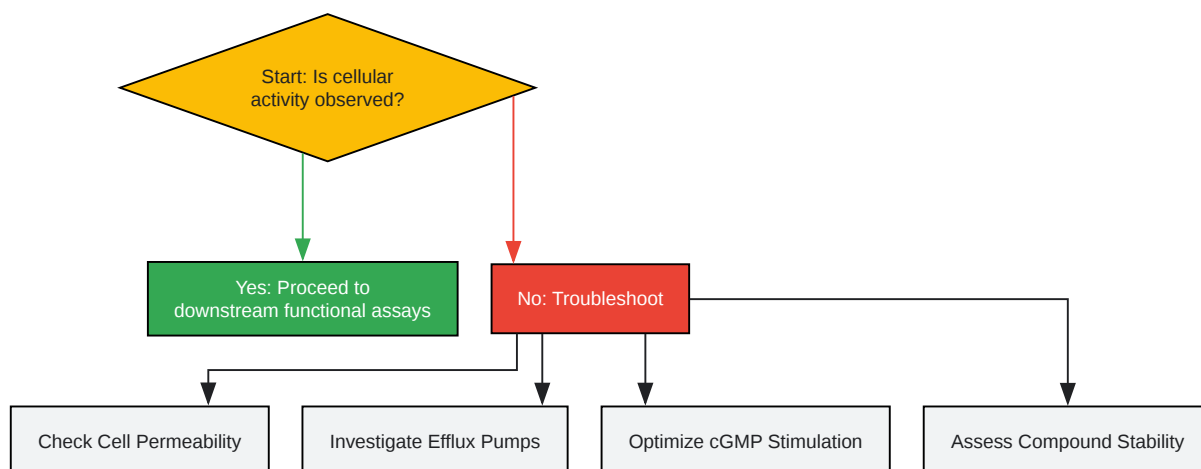 Start: Is cellular
activity observed?
Yes: Proceed to
downstream functional assays
No: Troubleshoot
Check Cell Permeability
Investigate Efflux Pumps
Optimize cGMP Stimulation
Assess Compound Stability